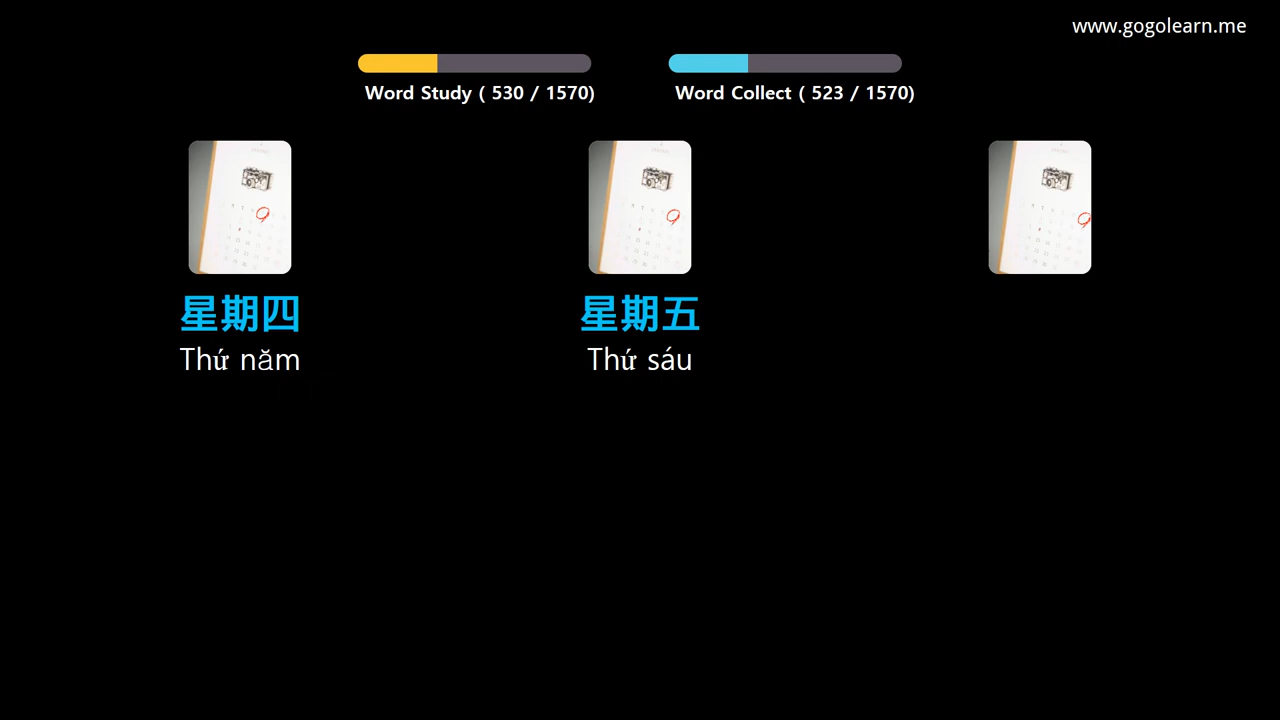 www.gogolearn.me
Word Study ( 530 / 1570)
Word Collect ( 523 / 1570)
星期四
Thứ năm
星期五
Thứ sáu